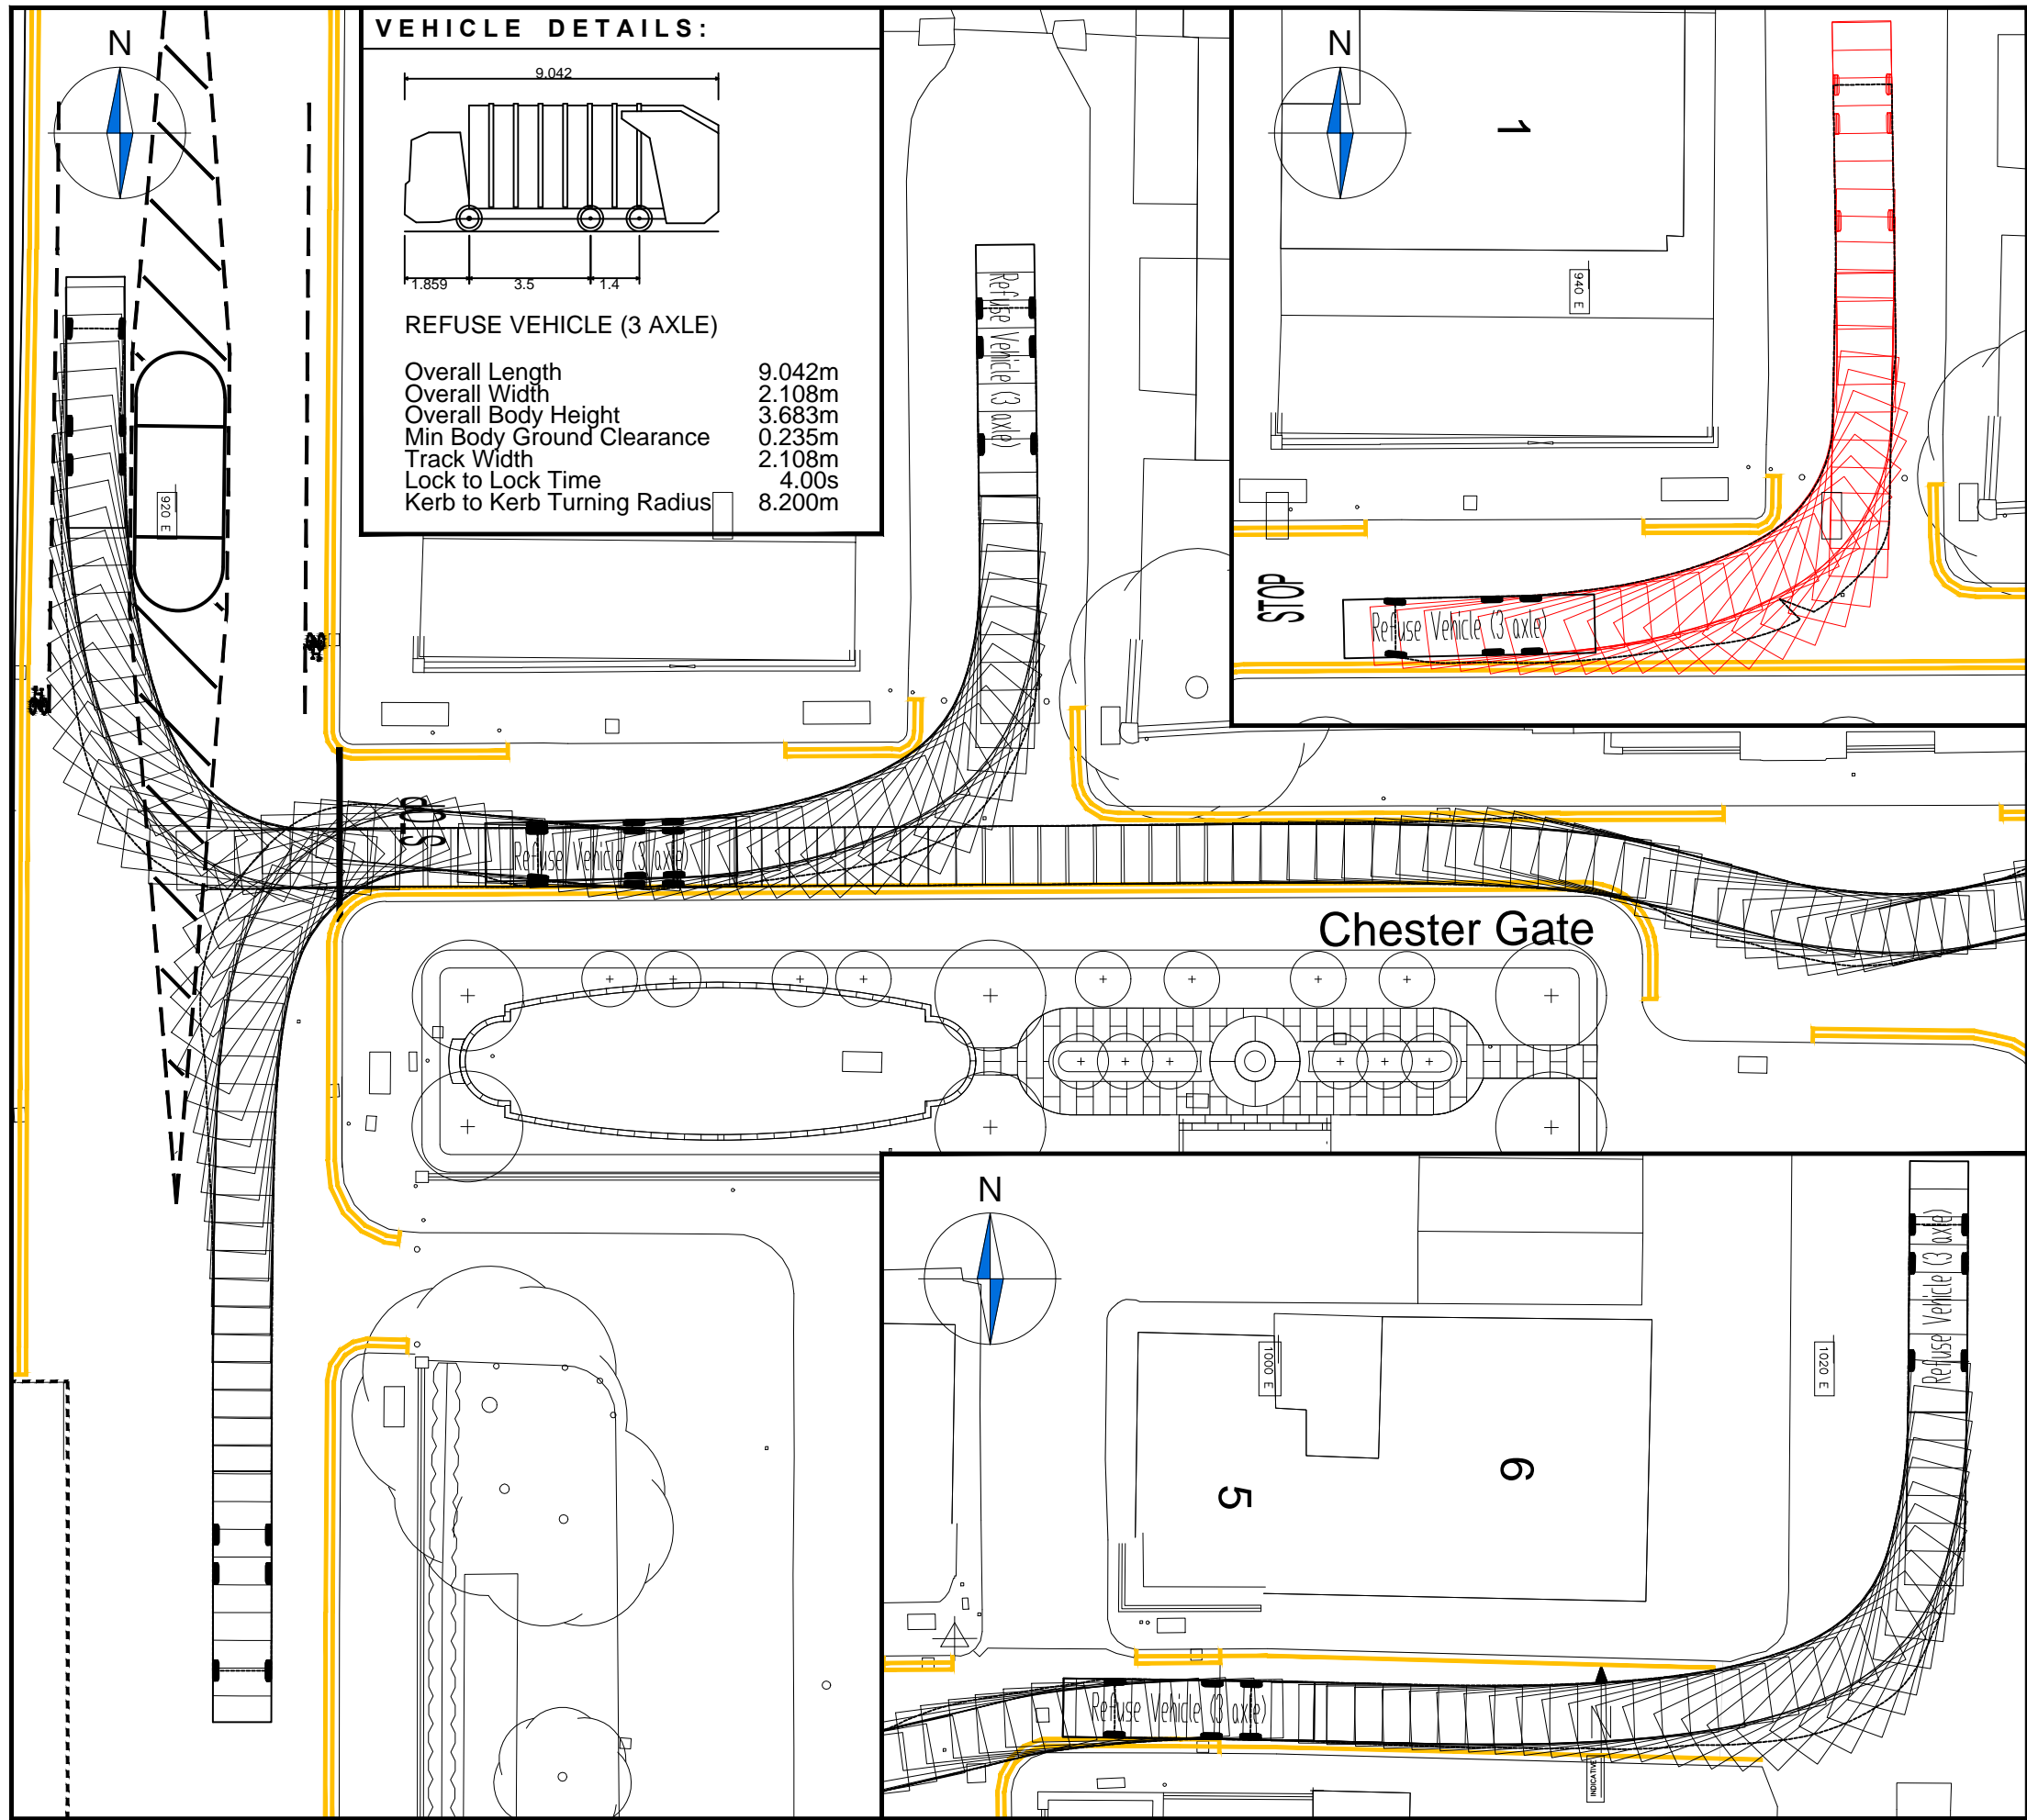 VEHICLE DETAILS:
N
N
9.042
1
1.859
3.5
1.4
940 E
REFUSE VEHICLE (3 AXLE)
Overall Length 9.042m
Overall Width 2.108m
Overall Body Height 3.683m
Min Body Ground Clearance 0.235m
Track Width 2.108m
Lock to Lock Time 4.00s
Kerb to Kerb Turning Radius 8.200m
Refuse Vehicle (3 axle)
920 E
STOP
Refuse Vehicle (3 axle)
STOP
Refuse Vehicle (3 axle)
Chester Gate
N
Refuse Vehicle (3 axle)
1000 E
1020 E
5
6
Refuse Vehicle (3 axle)
INDICATIVE